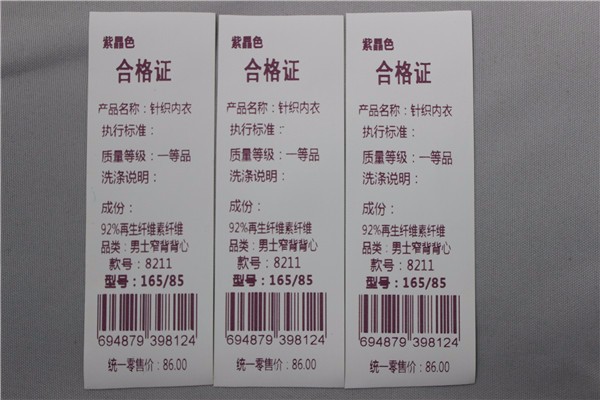 紫晶色
合格证
产品名称：针织内衣
执行标准：
质量等级：一等品
洗涤说明：
成份：
92%再生纤维素纤维
品类：男士窄背背心
款号：8211
型号：165/85
694879 398124
统一零售价：86.00
紫晶色
合格证
产品名称：针织内衣
执行标准：
质量等级：一等品
洗涤说明：
成份：
92%再生纤维素纤维
品类：男士窄背背心
款号：8211
型号：165/85
694879 398124
统一零售价：86.00
紫晶色
合格证
产品名称：针织内衣
执行标准：
质量等级：一等品
洗涤说明：
成份：
92%再生纤维素纤维
品类：男士窄背背心
款号：8211
型号：165/85
694879 398124
统一零售价：86.00